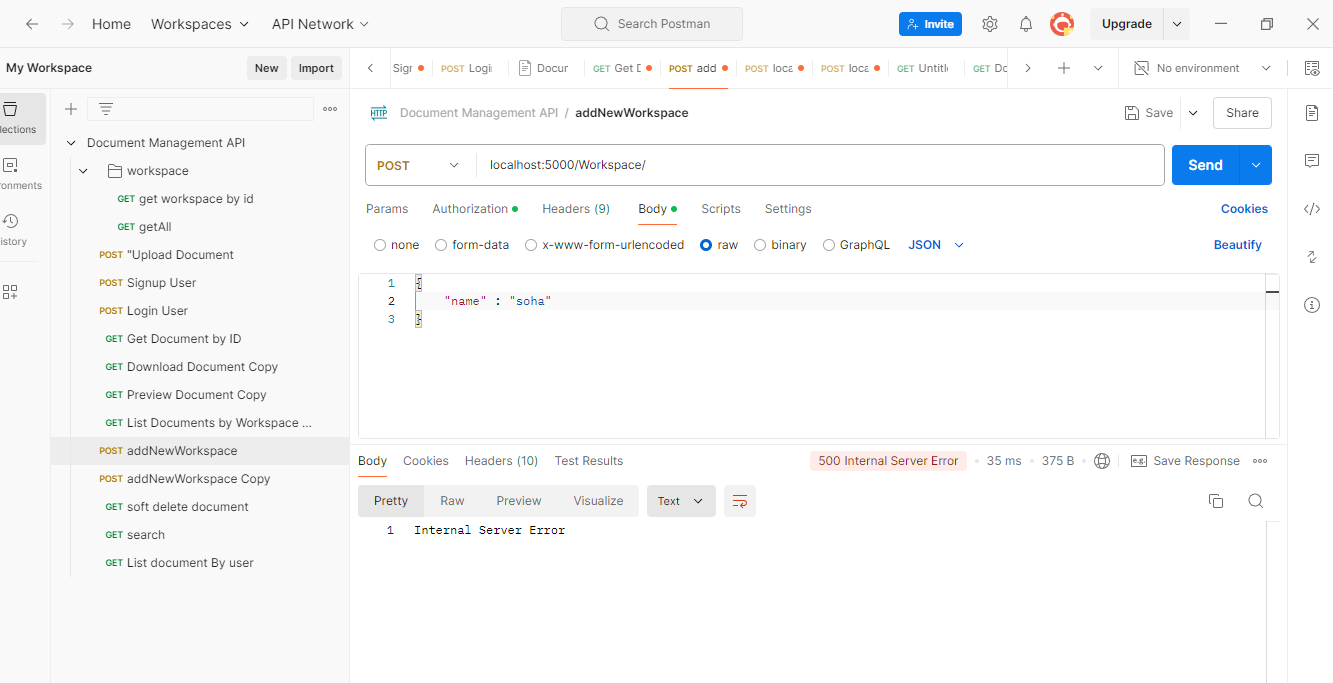 Home Workspaces API Network Search Postman Invite Upgrade
My Workspace New Import
Sign POST Logi Docur GET Get D POST add POST loca POST loca GET Untitl GET Do No environment
lections
ronments
istory
Document Management API
workspace
GET get workspace by id
GET getAll
POST "Upload Document
POST Signup User
POST Login User
GET Get Document by ID
GET Download Document Copy
GET Preview Document Copy
GET List Documents by Workspace ...
POST addNewWorkspace
POST addNewWorkspace Copy
GET soft delete document
GET search
GET List document By user
HTTP Document Management API / addNewWorkspace Save Share
POST localhost:5000/Workspace/ Send
Params Authorization Headers (9) Body Scripts Settings Cookies
none form-data x-www-form-urlencoded raw binary GraphQL JSON Beautify
1 {
2 "name" : "soha"
3 }
Body Cookies Headers (10) Test Results 500 Internal Server Error 35 ms 375 B e.g. Save Response
Pretty Raw Preview Visualize Text
1 Internal Server Error